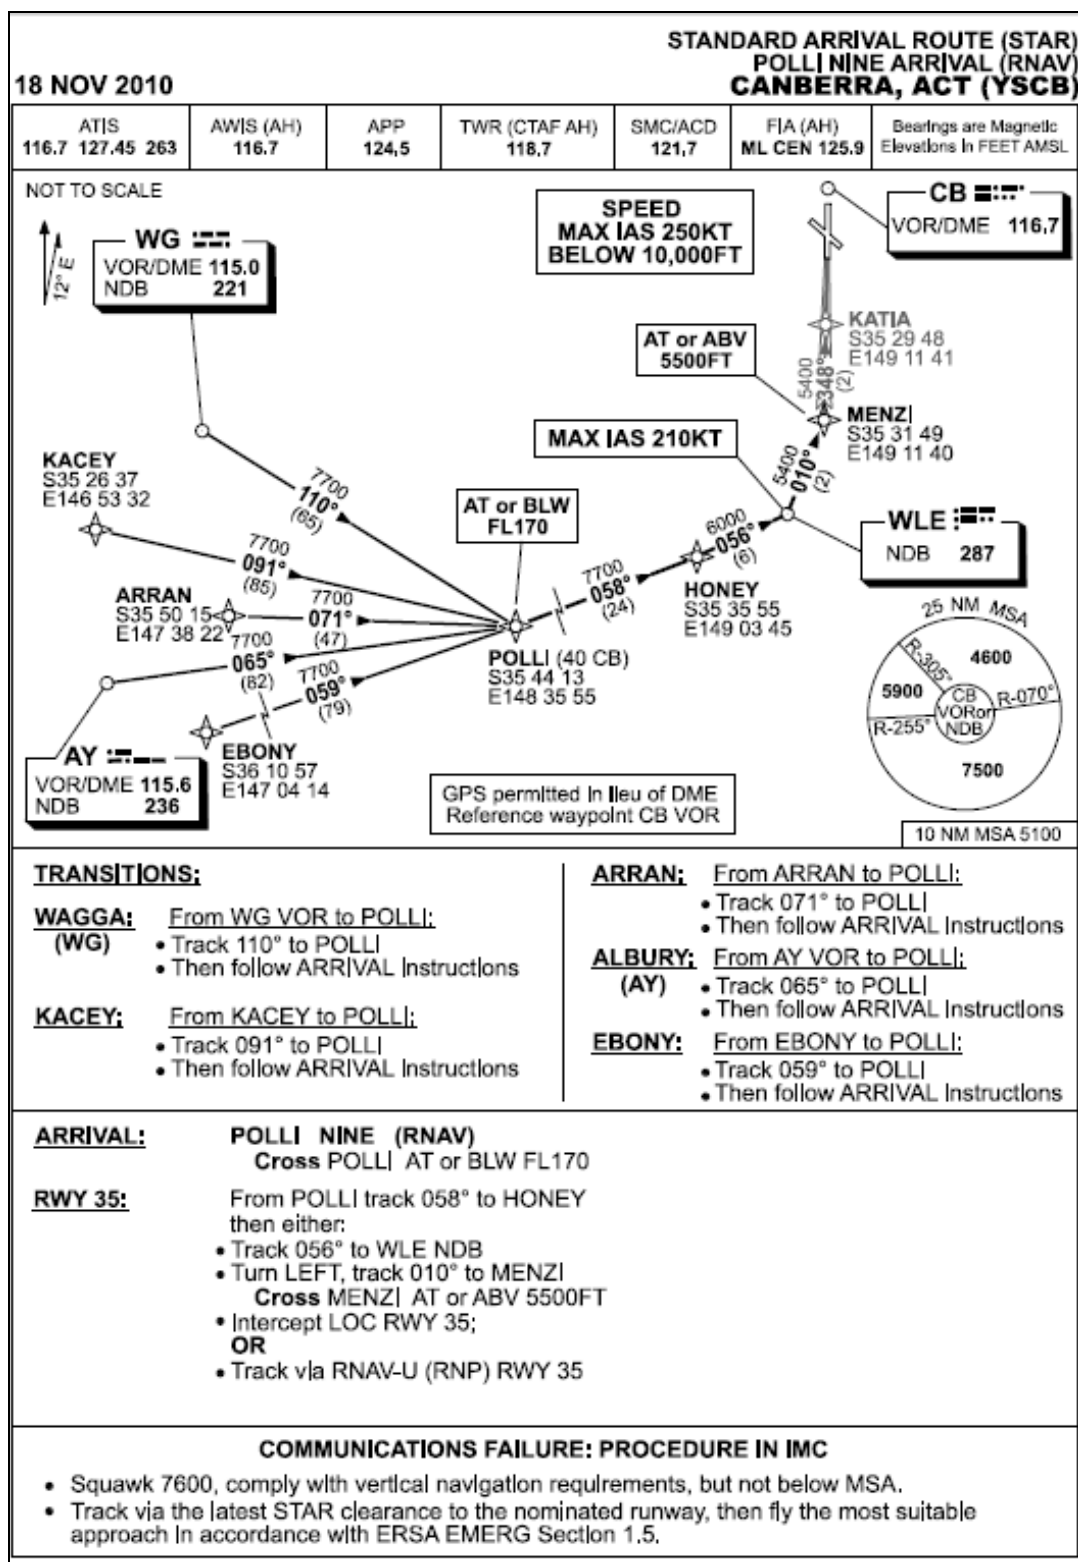 STANDARD ARRIVAL ROUTE (STAR)
POLLI NINE ARRIVAL (RNAV)
18 NOV 2010
CANBERRA, ACT (YSCB)
ATIS
116.7 127.45 263
AWIS (AH)
116.7
APP
124.5
TWR (CTAF AH)
118.7
SMC/ACD
121.7
FIA (AH)
ML CEN 125.9
Bearings are Magnetic
Elevations in FEET AMSL
NOT TO SCALE
12° E
WG
VOR/DME 115.0
NDB 221
SPEED
MAX IAS 250KT
BELOW 10,000FT
CB
VOR/DME 116.7
KATIA
S35 29 48
E149 11 41
AT or ABV
5500FT
5400
348°
(2)
MENZI
S35 31 49
E149 11 40
MAX IAS 210KT
5400
010°
(2)
KACEY
S35 26 37
E146 53 32
7700
110°
(65)
AT or BLW
FL170
WLE
NDB 287
6000
056°
(6)
7700
091°
(85)
7700
058°
(24)
HONEY
S35 35 55
E149 03 45
ARRAN
S35 50 15
E147 38 22
7700
071°
(47)
7700
065°
(82)
POLLI (40 CB)
S35 44 13
E148 35 55
7700
059°
(79)
25 NM MSA
R-305°
4600
5900
CB
VORor
NDB
R-070°
R-255°
7500
10 NM MSA 5100
EBONY
S36 10 57
E147 04 14
AY
VOR/DME 115.6
NDB 236
GPS permitted in lieu of DME
Reference waypoint CB VOR
TRANSITIONS:
WAGGA: From WG VOR to POLLI:
(WG) • Track 110° to POLLI
• Then follow ARRIVAL Instructions
KACEY: From KACEY to POLLI:
• Track 091° to POLLI
• Then follow ARRIVAL Instructions
ARRAN: From ARRAN to POLLI:
• Track 071° to POLLI
• Then follow ARRIVAL Instructions
ALBURY: From AY VOR to POLLI:
(AY) • Track 065° to POLLI
• Then follow ARRIVAL Instructions
EBONY: From EBONY to POLLI:
• Track 059° to POLLI
• Then follow ARRIVAL Instructions
ARRIVAL: POLLI NINE (RNAV)
Cross POLLI AT or BLW FL170
RWY 35: From POLLI track 058° to HONEY
then either:
• Track 056° to WLE NDB
• Turn LEFT, track 010° to MENZI
Cross MENZI AT or ABV 5500FT
• Intercept LOC RWY 35;
OR
• Track via RNAV-U (RNP) RWY 35
COMMUNICATIONS FAILURE: PROCEDURE IN IMC
• Squawk 7600, comply with vertical navigation requirements, but not below MSA.
• Track via the latest STAR clearance to the nominated runway, then fly the most suitable
approach in accordance with ERSA EMERG Section 1.5.